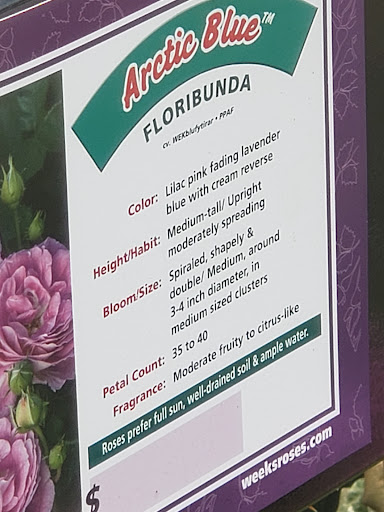 Arctic Blue™
FLORIBUNDA
cv. WEKblufytirar • PPAF
Color: Lilac pink fading lavender
blue with cream reverse
Height/Habit: Medium-tall/ Upright
moderately spreading
Bloom/Size: Spiraled, shapely &
double/ Medium, around
3-4 inch diameter, in
medium sized clusters
Petal Count: 35 to 40
Fragrance: Moderate fruity to citrus-like
Roses prefer full sun, well-drained soil & ample water.
$
weeksroses.com